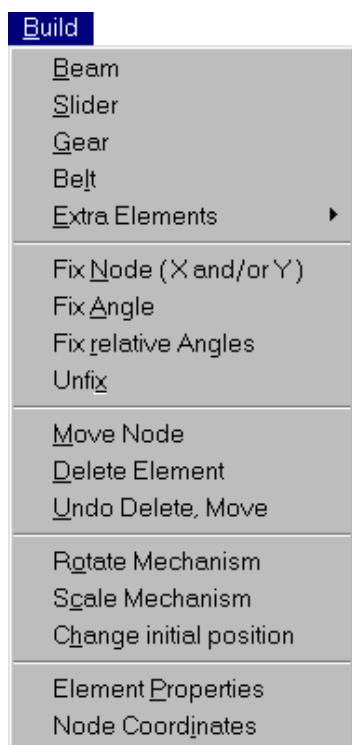 Build
Beam
Slider
Gear
Belt
Extra Elements
Fix Node (X and/or Y)
Fix Angle
Fix relative Angles
Unfix
Move Node
Delete Element
Undo Delete, Move
Rotate Mechanism
Scale Mechanism
Change initial position
Element Properties
Node Coordinates